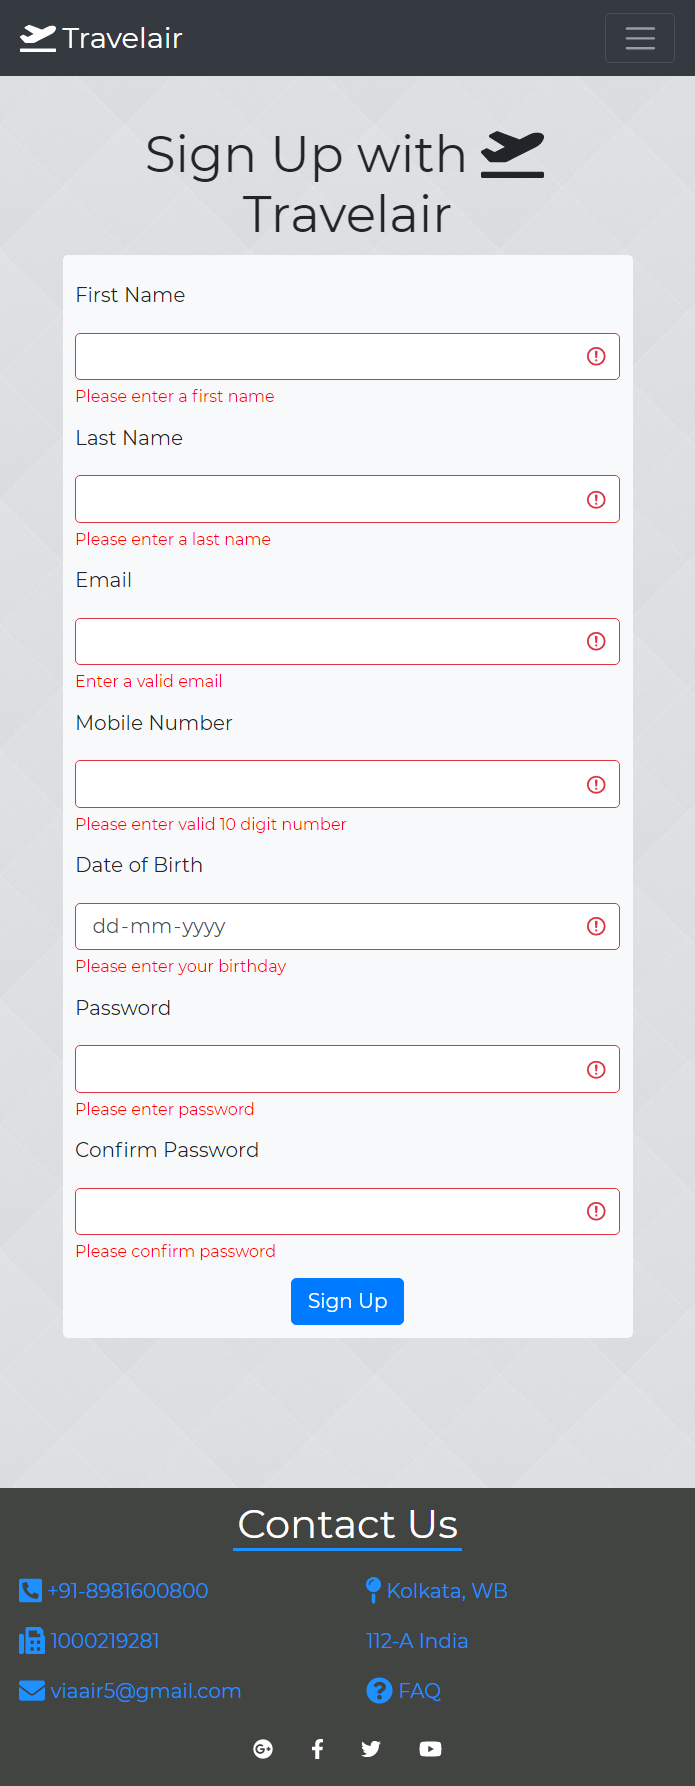 Travelair
Sign Up with
Travelair
First Name
Please enter a first name
Last Name
Please enter a last name
Email
Enter a valid email
Mobile Number
Please enter valid 10 digit number
Date of Birth
dd-mm-yyyy
Please enter your birthday
Password
Please enter password
Confirm Password
Please confirm password
Sign Up
Contact Us
+91-8981600800
Kolkata, WB
1000219281
112-A India
viaair5@gmail.com
FAQ